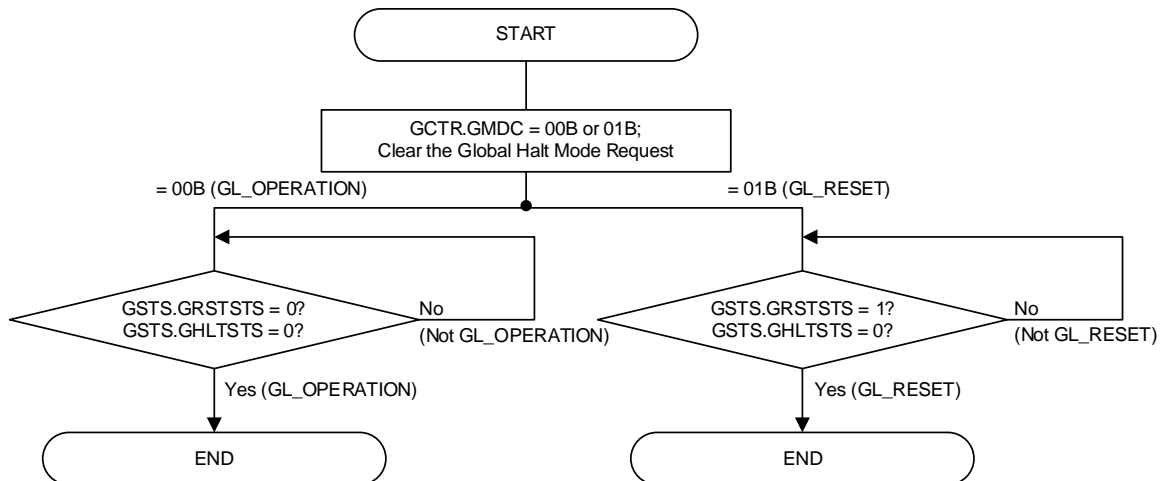 START
GCTR.GMDC = 00B or 01B;
Clear the Global Halt Mode Request
= 00B (GL_OPERATION)
= 01B (GL_RESET)
GSTS.GRSTSTS = 0?
GSTS.GHLTSTS = 0?
No
(Not GL_OPERATION)
GSTS.GRSTSTS = 1?
GSTS.GHLTSTS = 0?
No
(Not GL_RESET)
Yes (GL_OPERATION)
Yes (GL_RESET)
END
END